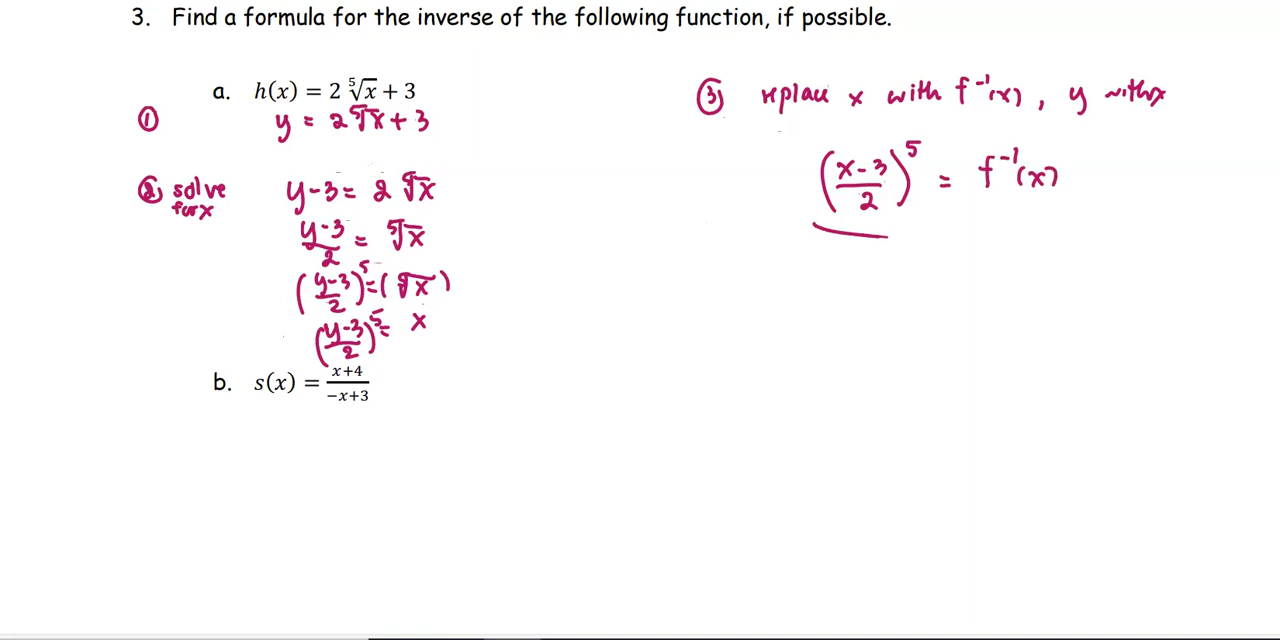 3. Find a formula for the inverse of the following function, if possible.
a. h(x) = 2 ⁵√x + 3
① y = 2 ⁵√x + 3
② solve for x
y - 3 = 2 ⁵√x
(y-3)/2 = ⁵√x
((y-3)/2)⁵ = (⁵√x)
((y-3)/2)⁵ = x
b. s(x) = (x+4)/(−x+3)
③ replace x with f⁻¹(x), y with x
((x-3)/2)⁵ = f⁻¹(x)